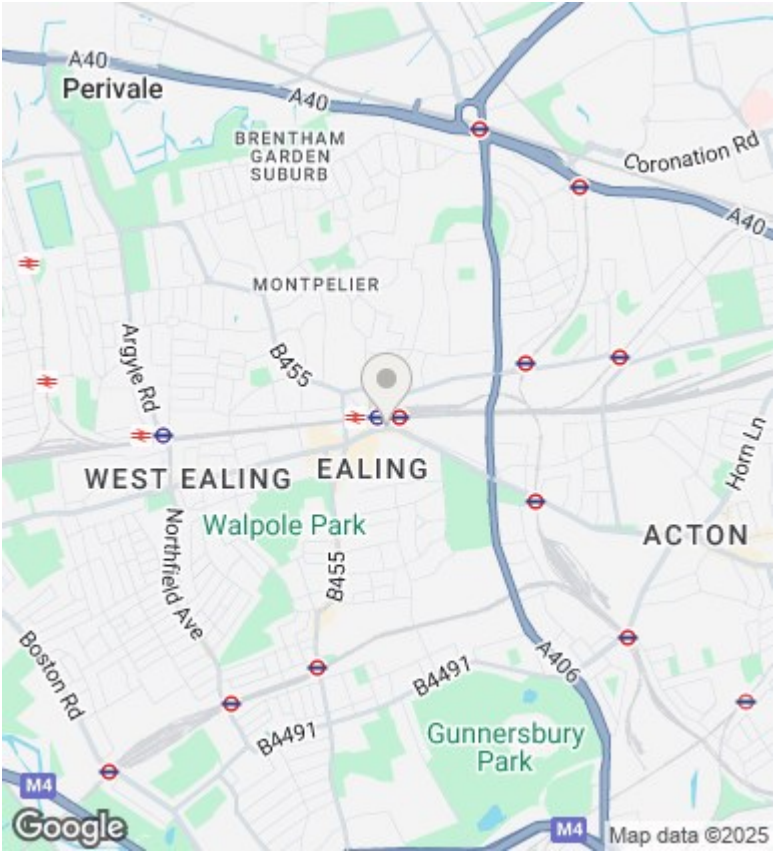 A40
Perivale
A40
BRENTHAM
GARDEN
SUBURB
Coronation Rd
A40
MONTPELIER
Argyle Rd
B455
WEST EALING
EALING
Horn Ln
Walpole Park
ACTON
Northfield Ave
B455
Boston Rd
A406
B4491
B4491
Gunnersbury
Park
M4
M4
Google
Map data ©2025